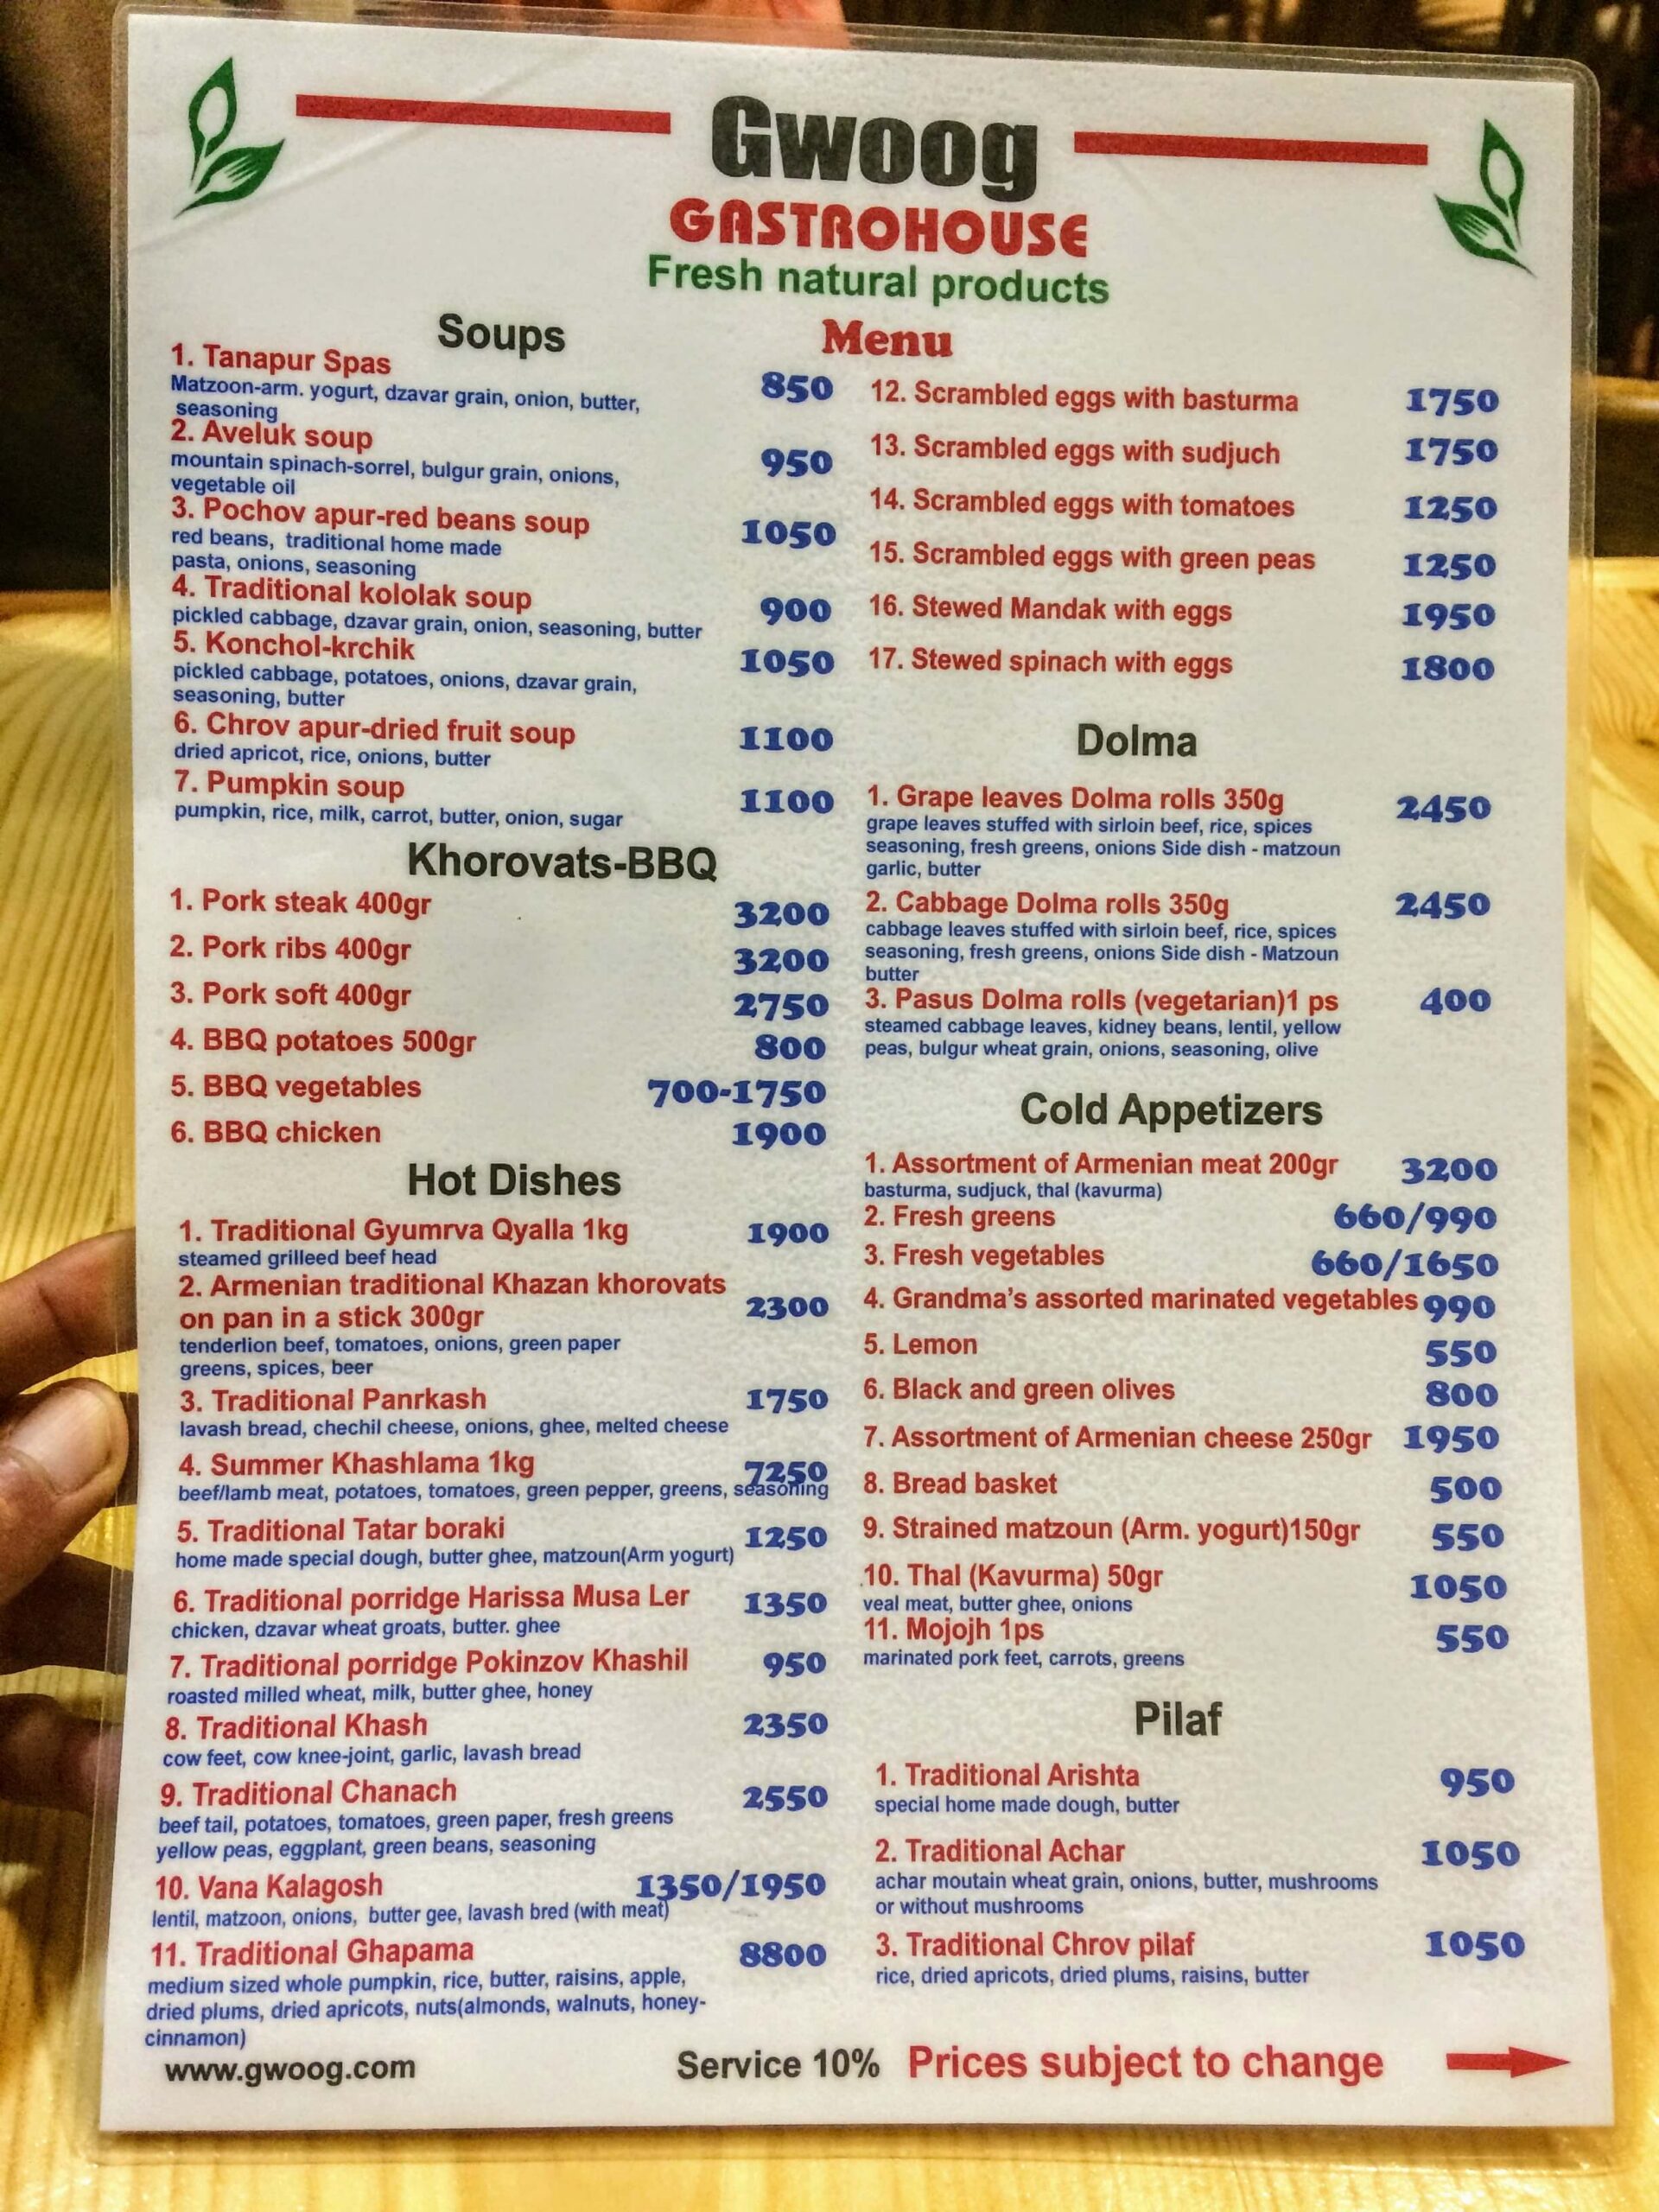 Gwoog
GASTROHOUSE
Fresh natural products
Menu
Soups
1. Tanapur Spas 850
Matzoon-arm. yogurt, dzavar grain, onion, butter,
seasoning
2. Aveluk soup 950
mountain spinach-sorrel, bulgur grain, onions,
vegetable oil
3. Pochov apur-red beans soup 1050
red beans, traditional home made
pasta, onions, seasoning
4. Traditional kololak soup 900
pickled cabbage, dzavar grain, onion, seasoning, butter
5. Konchol-krchik 1050
pickled cabbage, potatoes, onions, dzavar grain,
seasoning, butter
6. Chrov apur-dried fruit soup 1100
dried apricot, rice, onions, butter
7. Pumpkin soup 1100
pumpkin, rice, milk, carrot, butter, onion, sugar
Khorovats-BBQ
1. Pork steak 400gr 3200
2. Pork ribs 400gr 3200
3. Pork soft 400gr 2750
4. BBQ potatoes 500gr 800
5. BBQ vegetables 700-1750
6. BBQ chicken 1900
Hot Dishes
1. Traditional Gyumrva Qyalla 1kg 1900
steamed grilleed beef head
2. Armenian traditional Khazan khorovats
on pan in a stick 300gr 2300
tenderlion beef, tomatoes, onions, green paper
greens, spices, beer
3. Traditional Panrkash 1750
lavash bread, chechil cheese, onions, ghee, melted cheese
4. Summer Khashlama 1kg 7250
beef/lamb meat, potatoes, tomatoes, green pepper, greens, seasoning
5. Traditional Tatar boraki 1250
home made special dough, butter ghee, matzoun(Arm yogurt)
6. Traditional porridge Harissa Musa Ler 1350
chicken, dzavar wheat groats, butter. ghee
7. Traditional porridge Pokinzov Khashil 950
roasted milled wheat, milk, butter ghee, honey
8. Traditional Khash 2350
cow feet, cow knee-joint, garlic, lavash bread
9. Traditional Chanach 2550
beef tail, potatoes, tomatoes, green paper, fresh greens
yellow peas, eggplant, green beans, seasoning
10. Vana Kalagosh 1350/1950
lentil, matzoon, onions, butter gee, lavash bred (with meat)
11. Traditional Ghapama 8800
medium sized whole pumpkin, rice, butter, raisins, apple,
dried plums, dried apricots, nuts(almonds, walnuts, honey-
cinnamon)
12. Scrambled eggs with basturma 1750
13. Scrambled eggs with sudjuch 1750
14. Scrambled eggs with tomatoes 1250
15. Scrambled eggs with green peas 1250
16. Stewed Mandak with eggs 1950
17. Stewed spinach with eggs 1800
Dolma
1. Grape leaves Dolma rolls 350g 2450
grape leaves stuffed with sirloin beef, rice, spices
seasoning, fresh greens, onions Side dish - matzoun
garlic, butter
2. Cabbage Dolma rolls 350g 2450
cabbage leaves stuffed with sirloin beef, rice, spices
seasoning, fresh greens, onions Side dish - Matzoun
butter
3. Pasus Dolma rolls (vegetarian)1 ps 400
steamed cabbage leaves, kidney beans, lentil, yellow
peas, bulgur wheat grain, onions, seasoning, olive
Cold Appetizers
1. Assortment of Armenian meat 200gr 3200
basturma, sudjuck, thal (kavurma)
2. Fresh greens 660/990
3. Fresh vegetables 660/1650
4. Grandma's assorted marinated vegetables 990
5. Lemon 550
6. Black and green olives 800
7. Assortment of Armenian cheese 250gr 1950
8. Bread basket 500
9. Strained matzoun (Arm. yogurt)150gr 550
10. Thal (Kavurma) 50gr 1050
veal meat, butter ghee, onions
11. Mojojh 1ps 550
marinated pork feet, carrots, greens
Pilaf
1. Traditional Arishta 950
special home made dough, butter
2. Traditional Achar 1050
achar moutain wheat grain, onions, butter, mushrooms
or without mushrooms
3. Traditional Chrov pilaf 1050
rice, dried apricots, dried plums, raisins, butter
www.gwoog.com Service 10% Prices subject to change